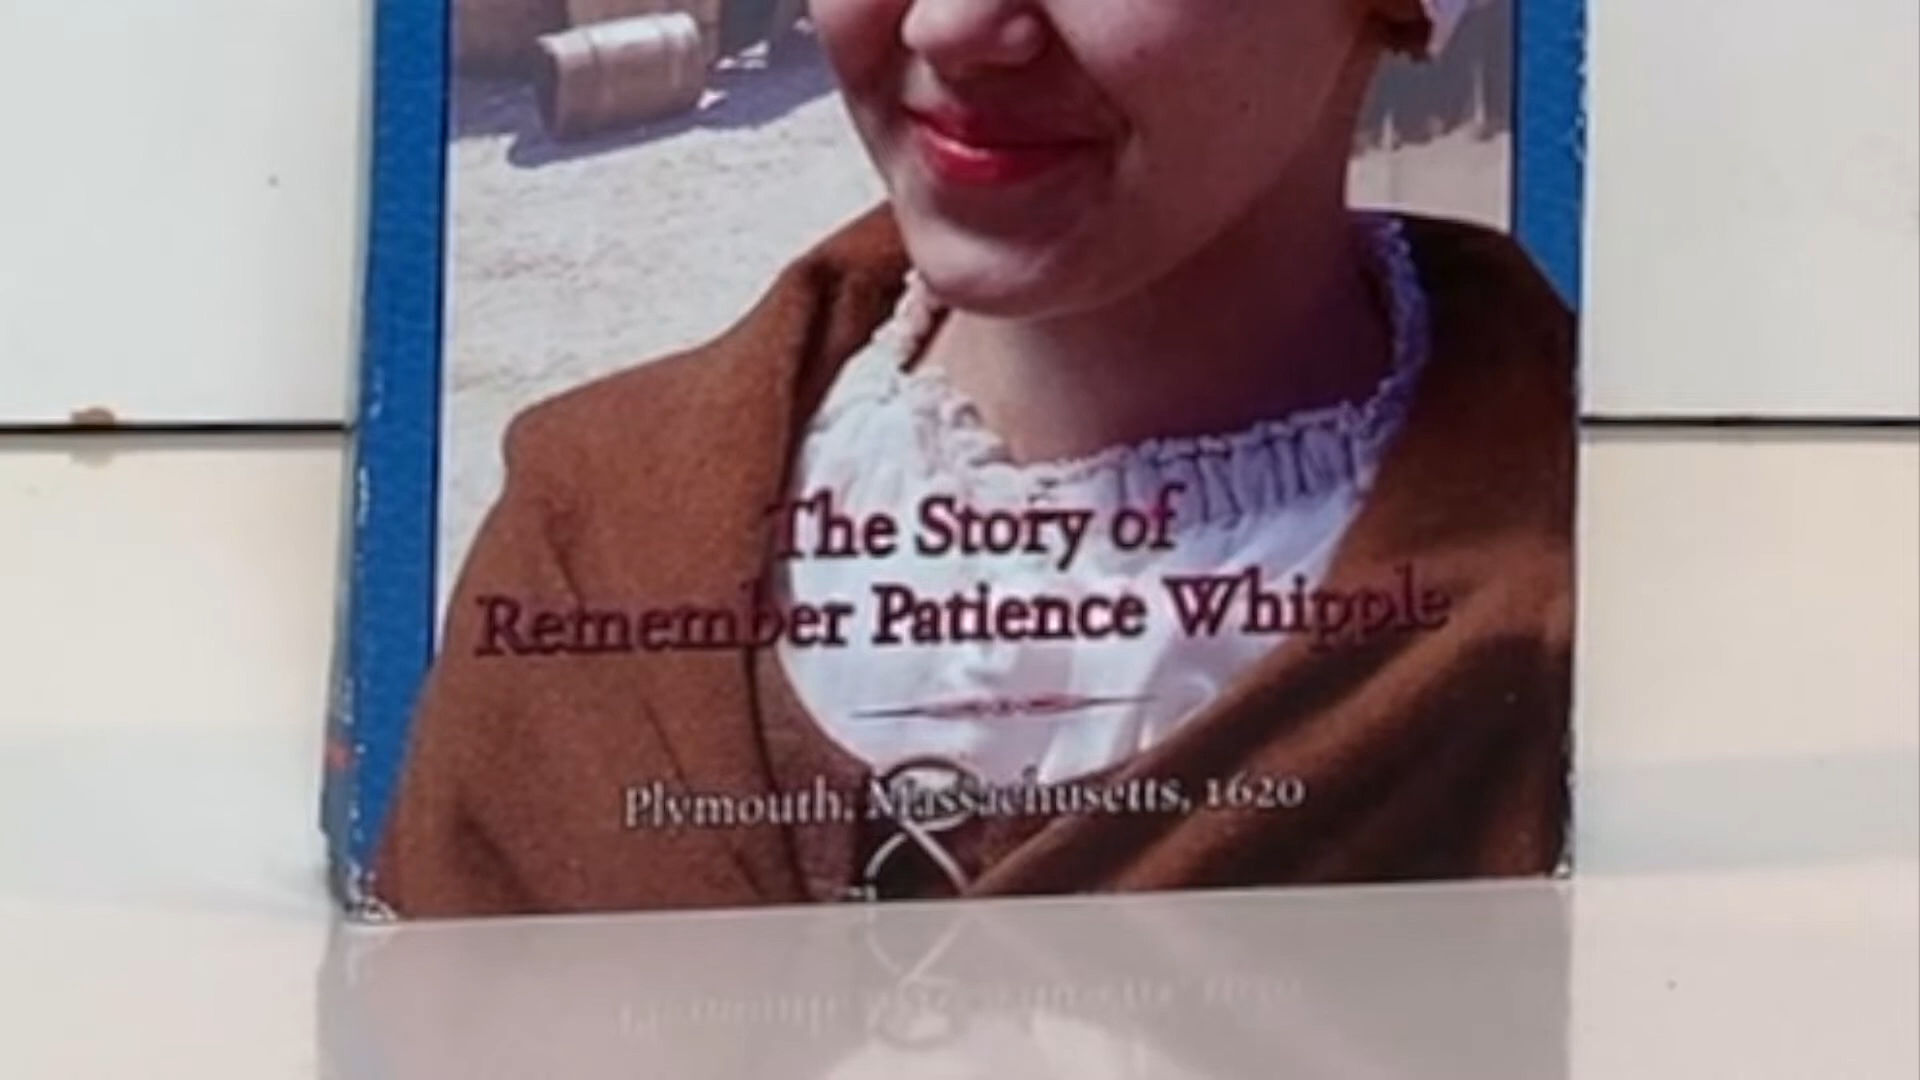 The Story of
Remember Patience Whipple
Plymouth, Massachusetts, 1620